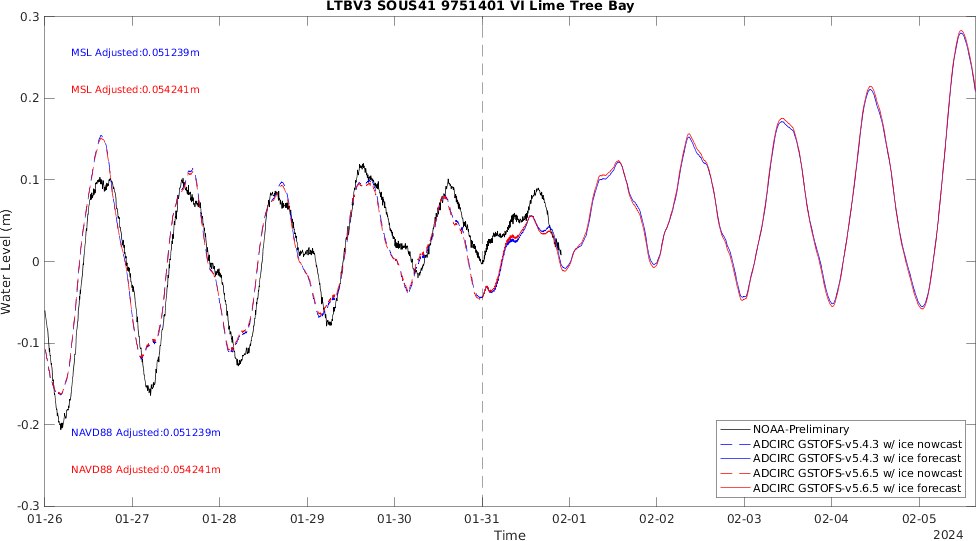 LTBV3 SOUS41 9751401 VI Lime Tree Bay
0.3
0.2
0.1
0
-0.1
-0.2
-0.3
Water Level (m)
MSL Adjusted:0.051239m
MSL Adjusted:0.054241m
NAVD88 Adjusted:0.051239m
NAVD88 Adjusted:0.054241m
NOAA-Preliminary
ADCIRC GSTOFS-v5.4.3 w/ ice nowcast
ADCIRC GSTOFS-v5.4.3 w/ ice forecast
ADCIRC GSTOFS-v5.6.5 w/ ice nowcast
ADCIRC GSTOFS-v5.6.5 w/ ice forecast
01-26 01-27 01-28 01-29 01-30 01-31 02-01 02-02 02-03 02-04 02-05
Time
2024